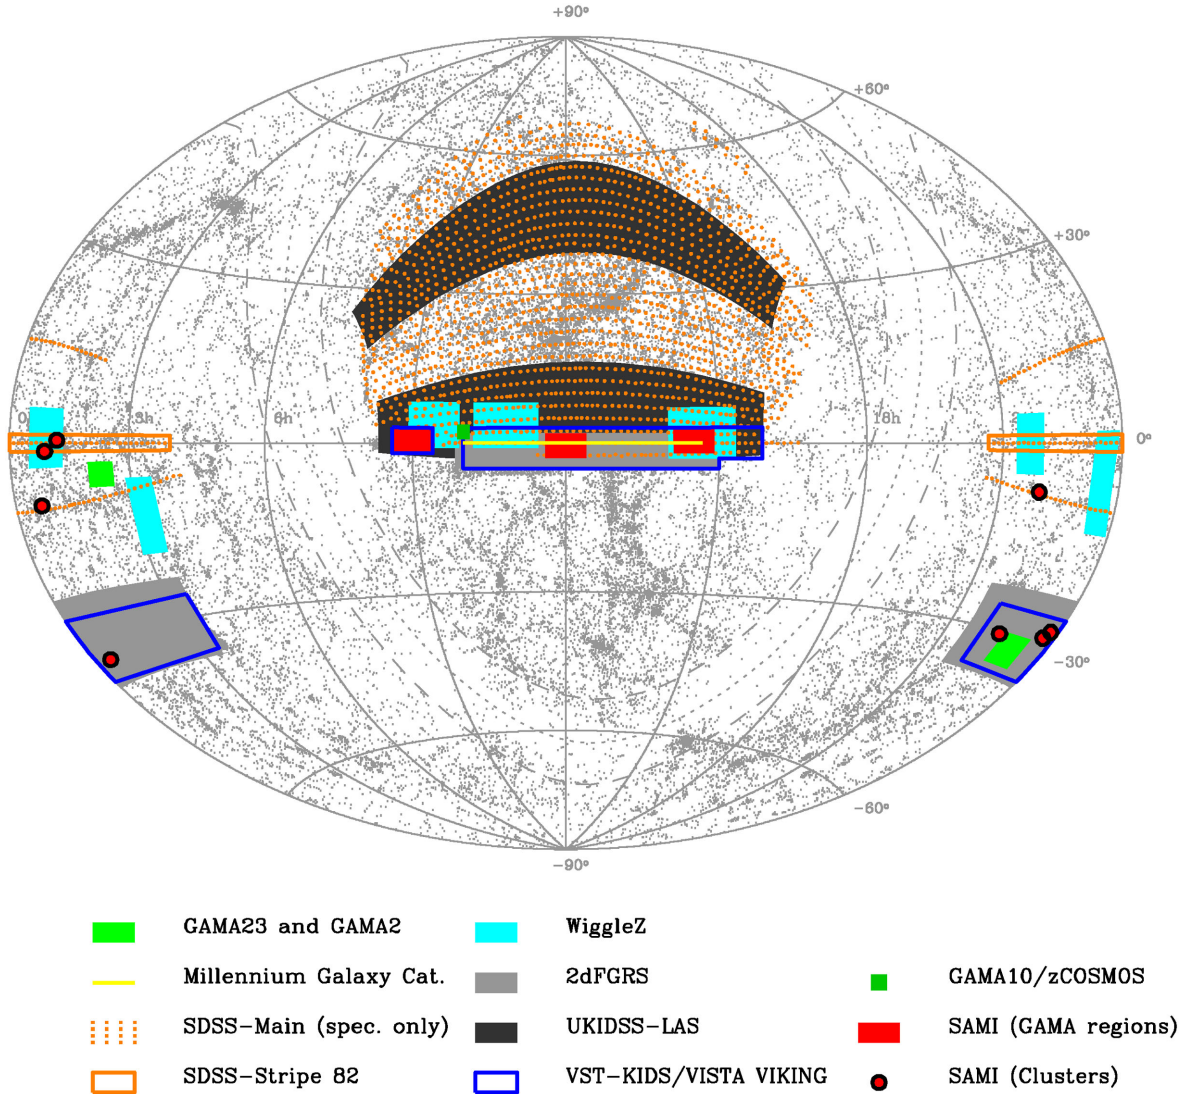 +90°
+60°
+30°
3h
6h
18h
0°
−30°
−60°
−90°
GAMA23 and GAMA2
WiggleZ
Millennium Galaxy Cat.
2dFGRS
GAMA10/zCOSMOS
SDSS−Main (spec. only)
UKIDSS−LAS
SAMI (GAMA regions)
SDSS−Stripe 82
VST−KIDS/VISTA VIKING
SAMI (Clusters)